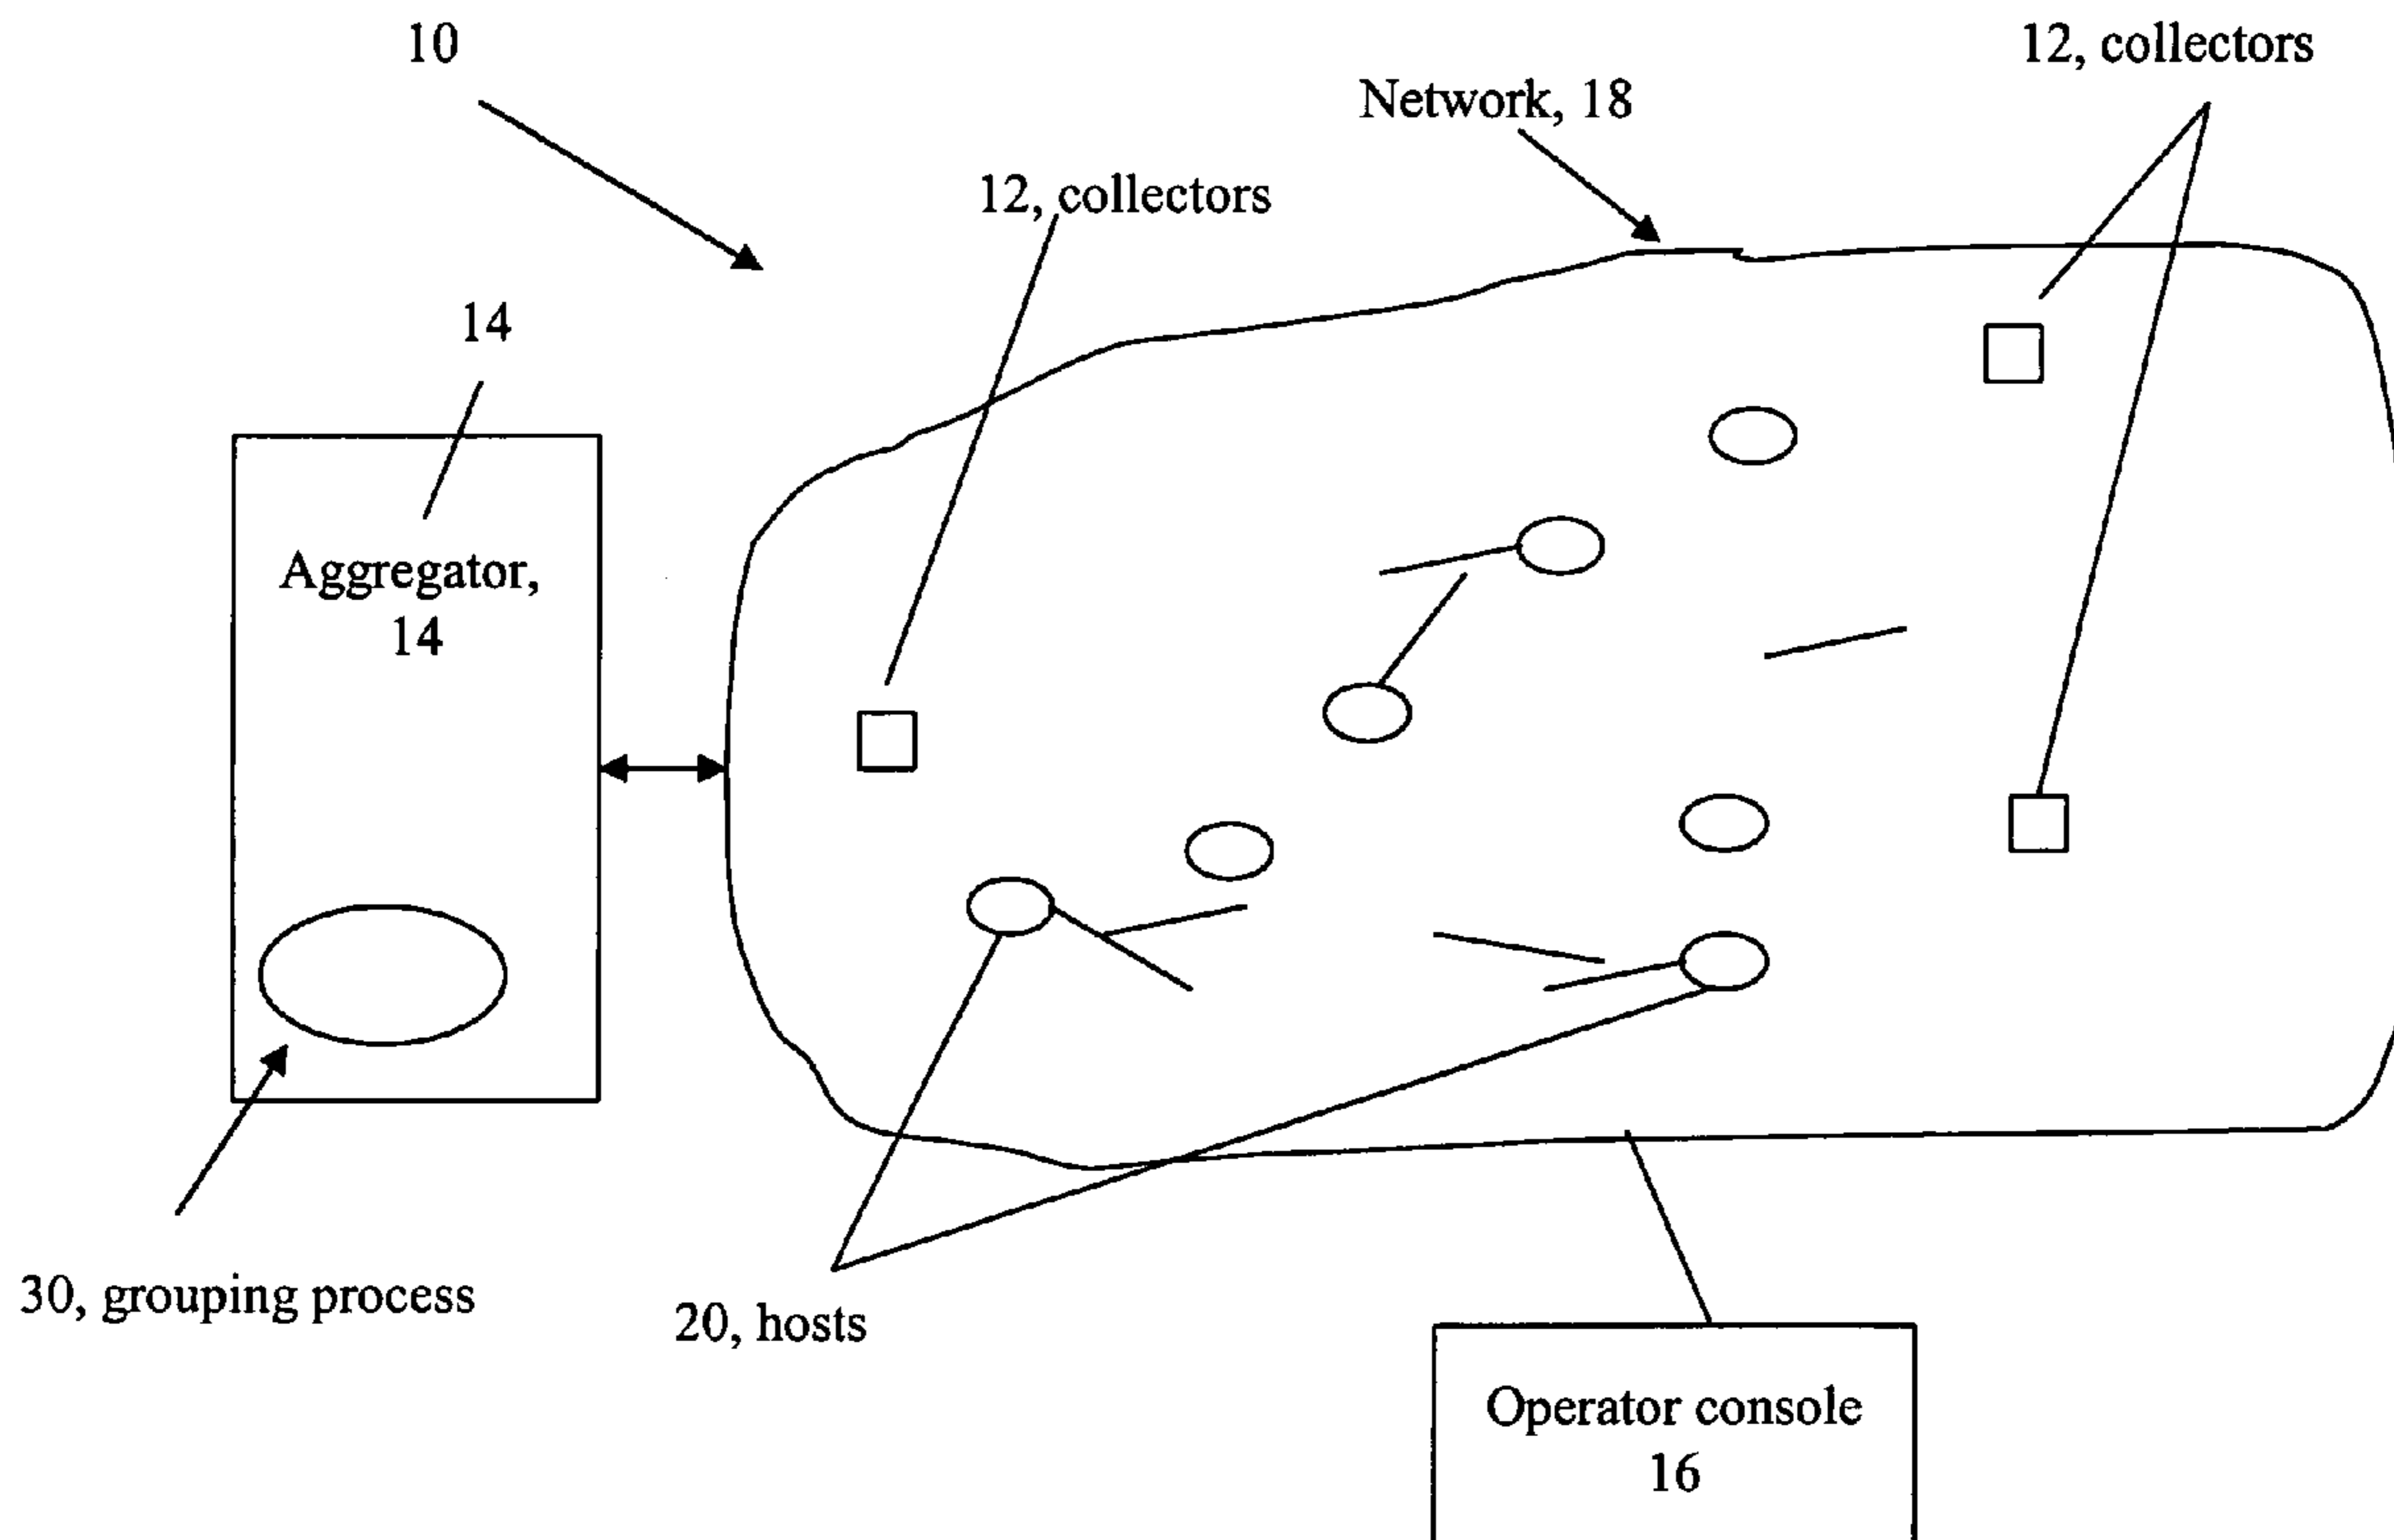 10
12, collectors
Network, 18
12, collectors
14
Aggregator,
14
30, grouping process
20, hosts
Operator console
16